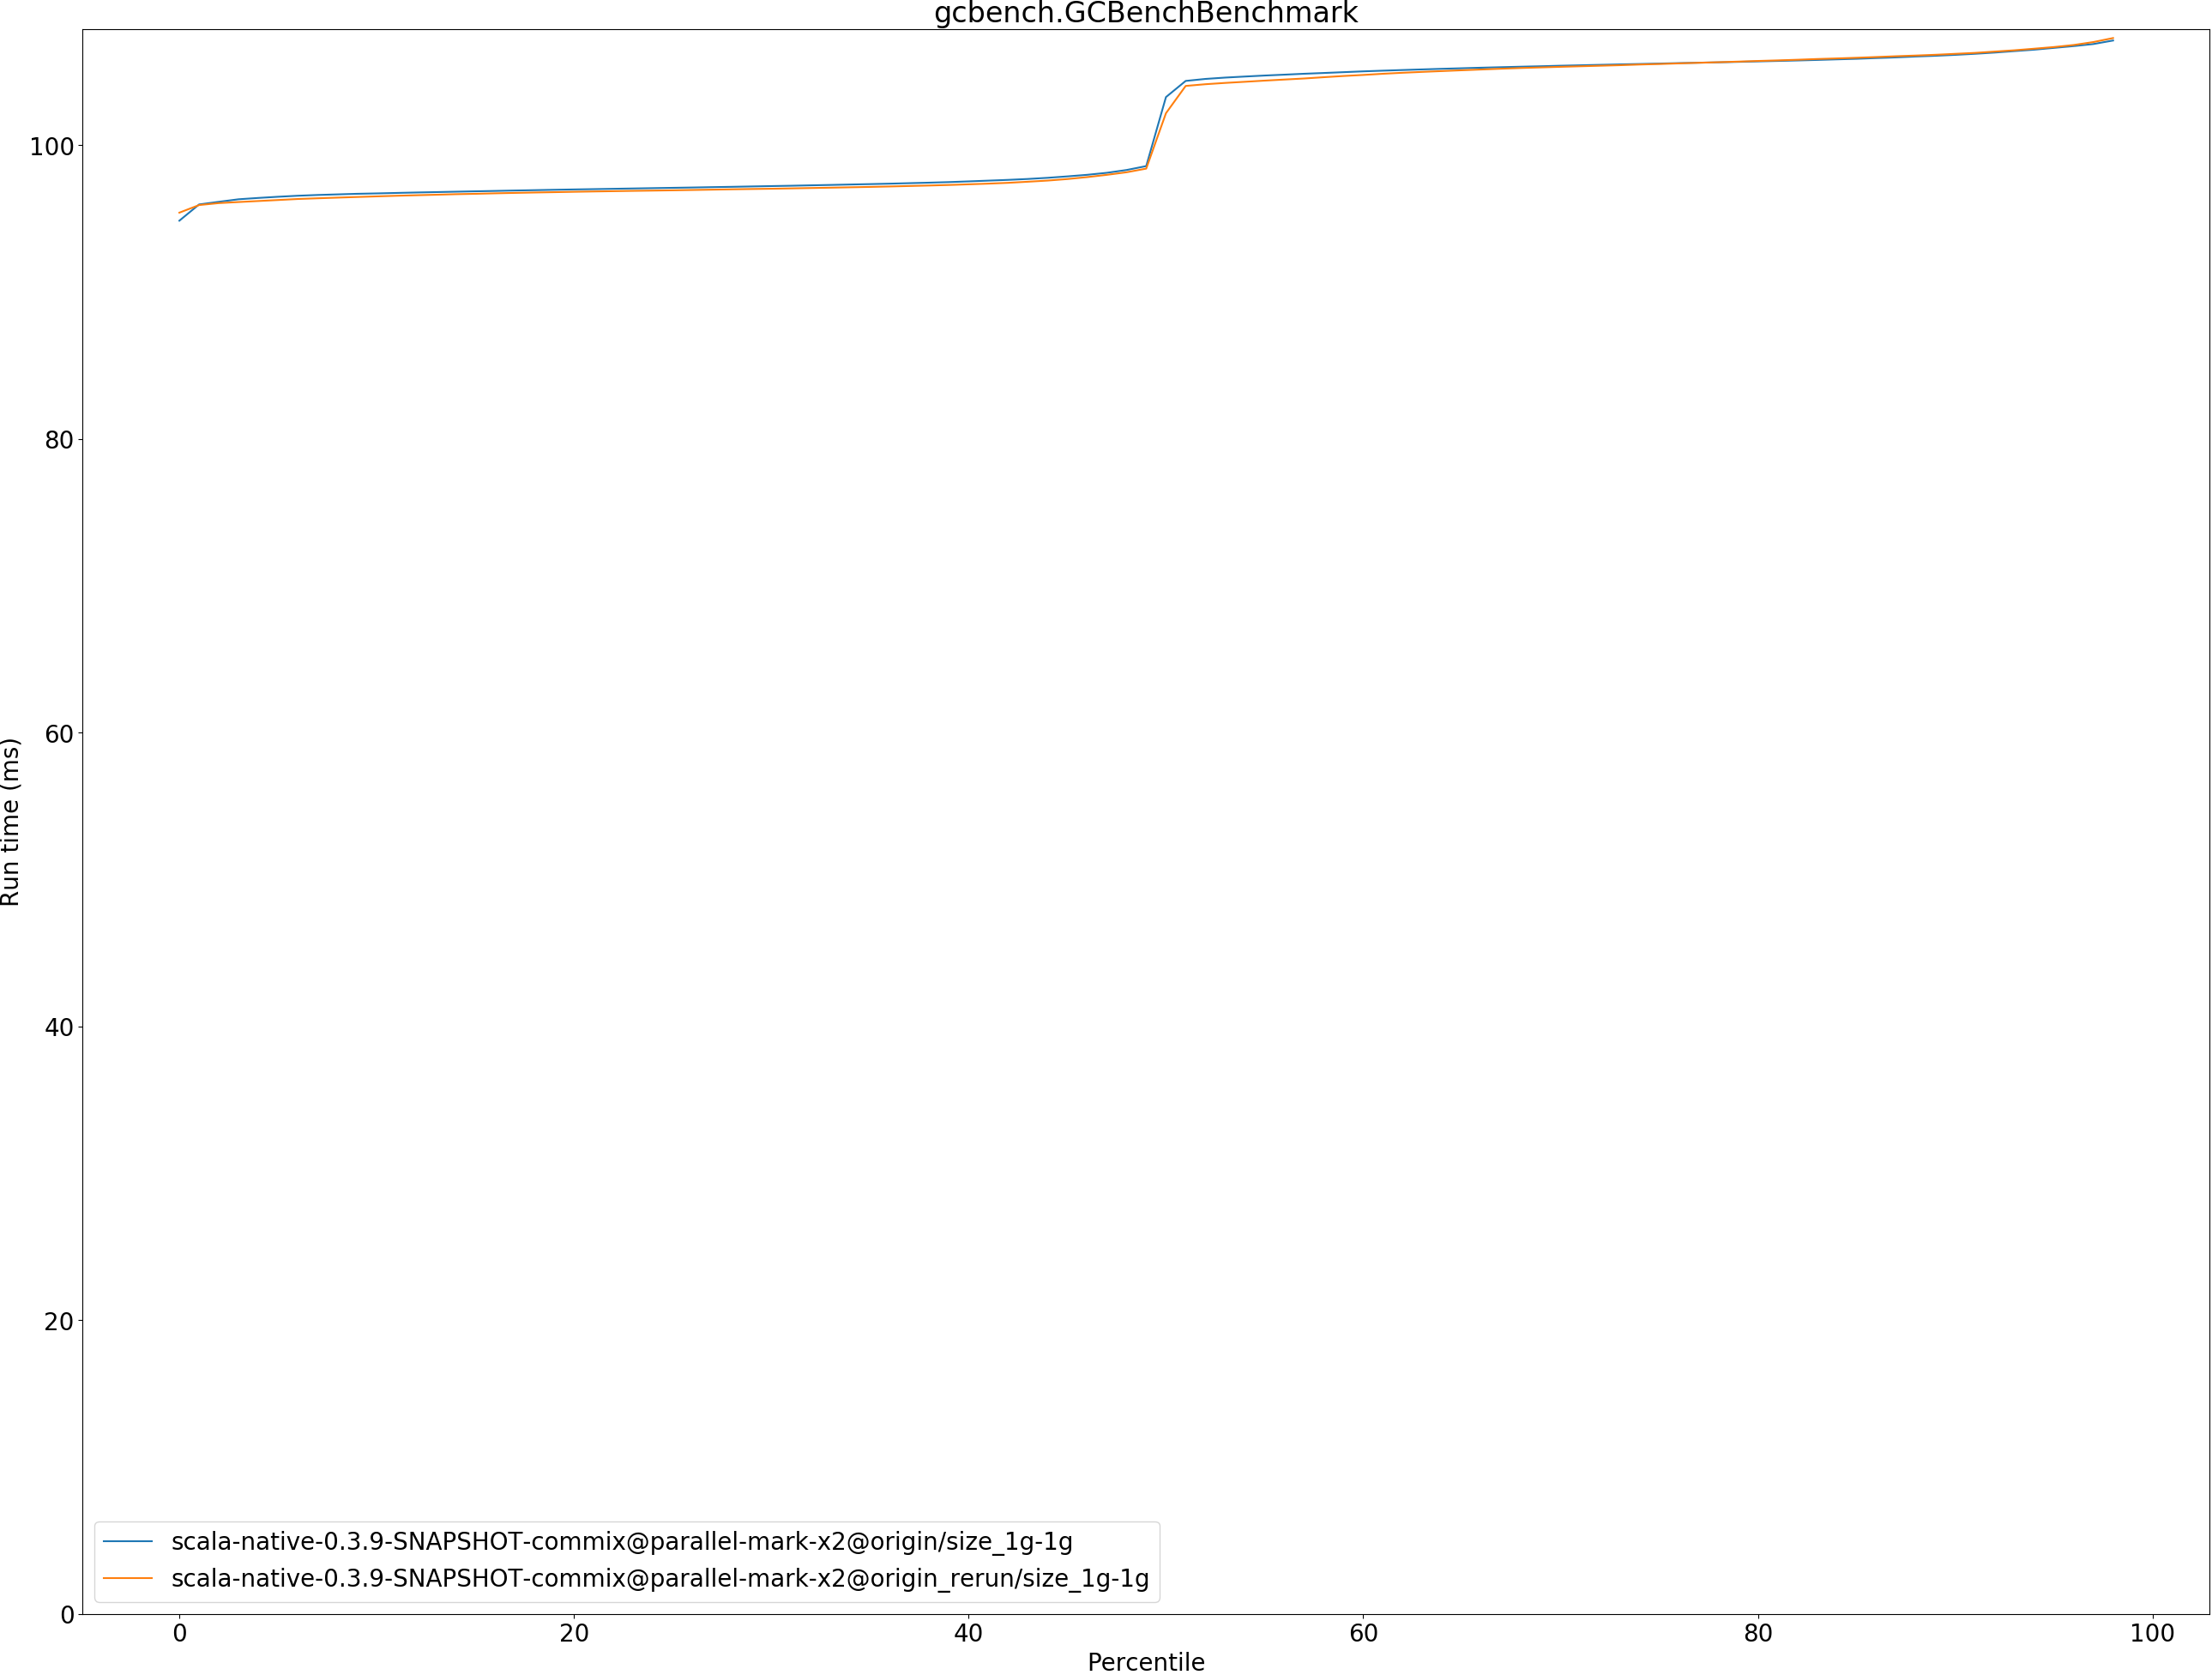 gcbench.GCBenchBenchmark
100
80
60
40
20
0
Run time (ms)
0 20 40 60 80 100
Percentile
scala-native-0.3.9-SNAPSHOT-commix@parallel-mark-x2@origin/size_1g-1g
scala-native-0.3.9-SNAPSHOT-commix@parallel-mark-x2@origin_rerun/size_1g-1g